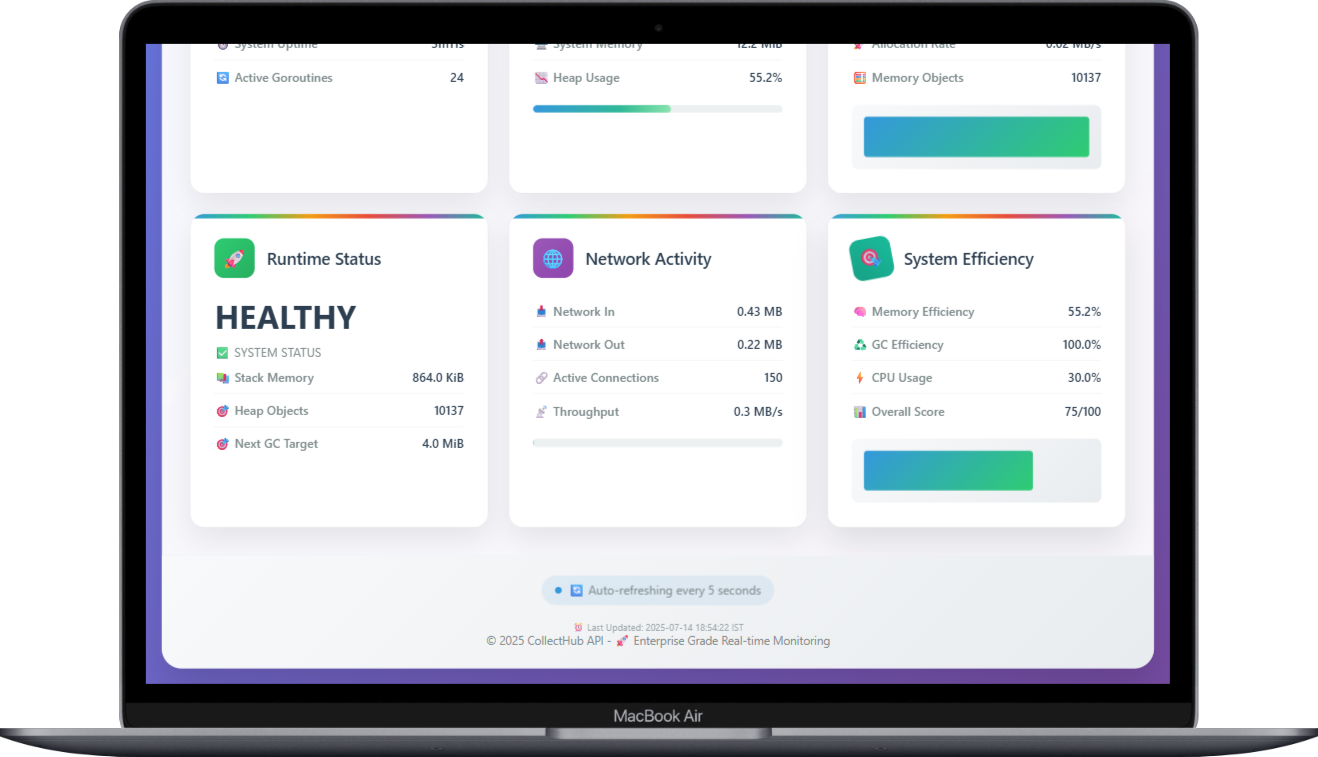 System Uptime
System Memory 12.2 MiB
Allocation Rate 0.02 MB/s
Active Goroutines 24
Heap Usage 55.2%
Memory Objects 10137
Runtime Status
HEALTHY
SYSTEM STATUS
Stack Memory 864.0 KiB
Heap Objects 10137
Next GC Target 4.0 MiB
Network Activity
Network In 0.43 MB
Network Out 0.22 MB
Active Connections 150
Throughput 0.3 MB/s
System Efficiency
Memory Efficiency 55.2%
GC Efficiency 100.0%
CPU Usage 30.0%
Overall Score 75/100
Auto-refreshing every 5 seconds
Last Updated: 2025-07-14 18:54:22 IST
© 2025 CollectHub API - 🚀 Enterprise Grade Real-time Monitoring
MacBook Air